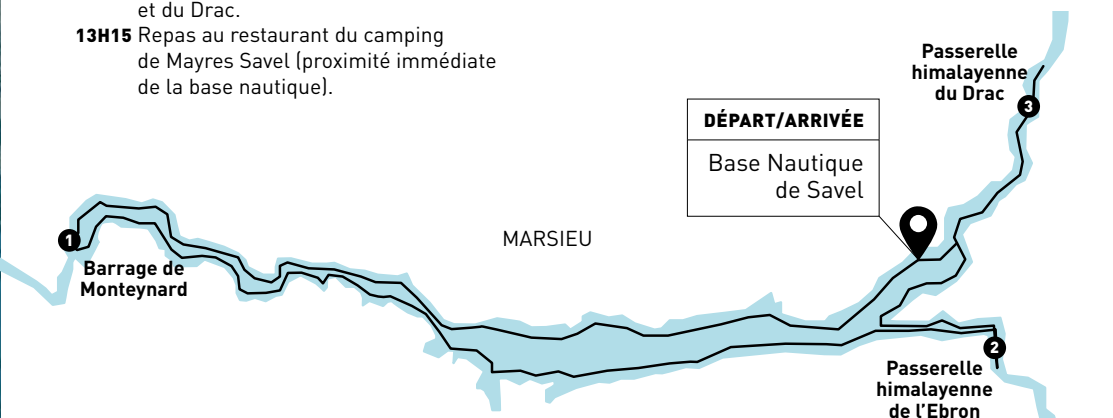 et du Drac.
13H15 Repas au restaurant du camping
de Mayres Savel (proximité immédiate
de la base nautique).
Passerelle
himalayenne
du Drac
3
DÉPART/ARRIVÉE
Base Nautique
de Savel
MARSIEU
1
Barrage de
Monteynard
2
Passerelle
himalayenne
de l'Ebron